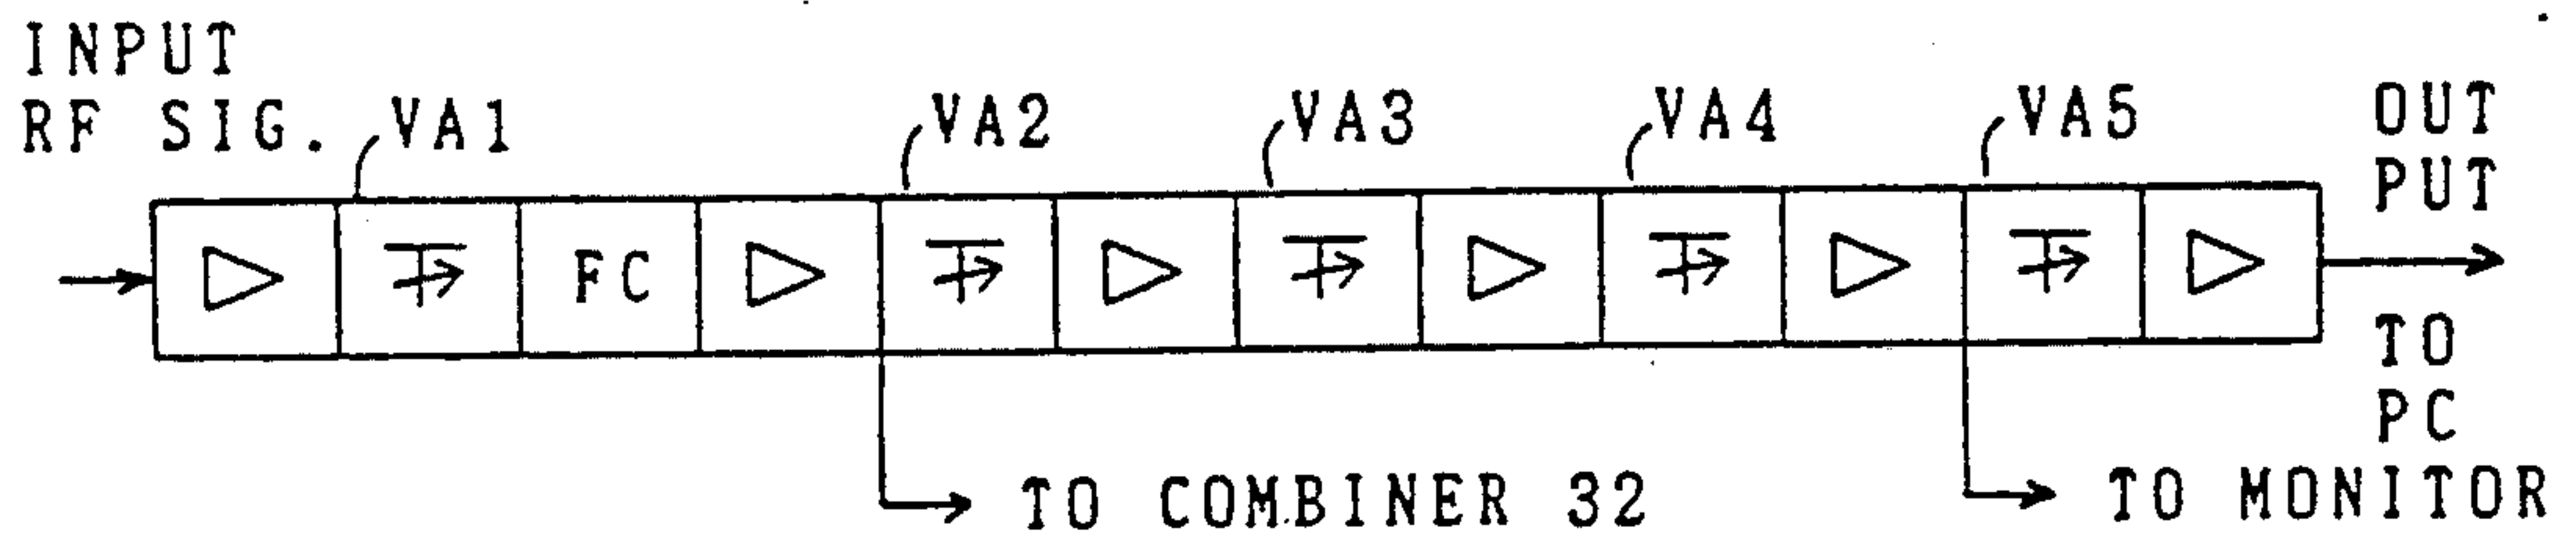 INPUT
RF SIG.
VA1
VA2
VA3
VA4
VA5
FC
OUT
PUT
TO
PC
TO COMBINER 32
TO MONITOR